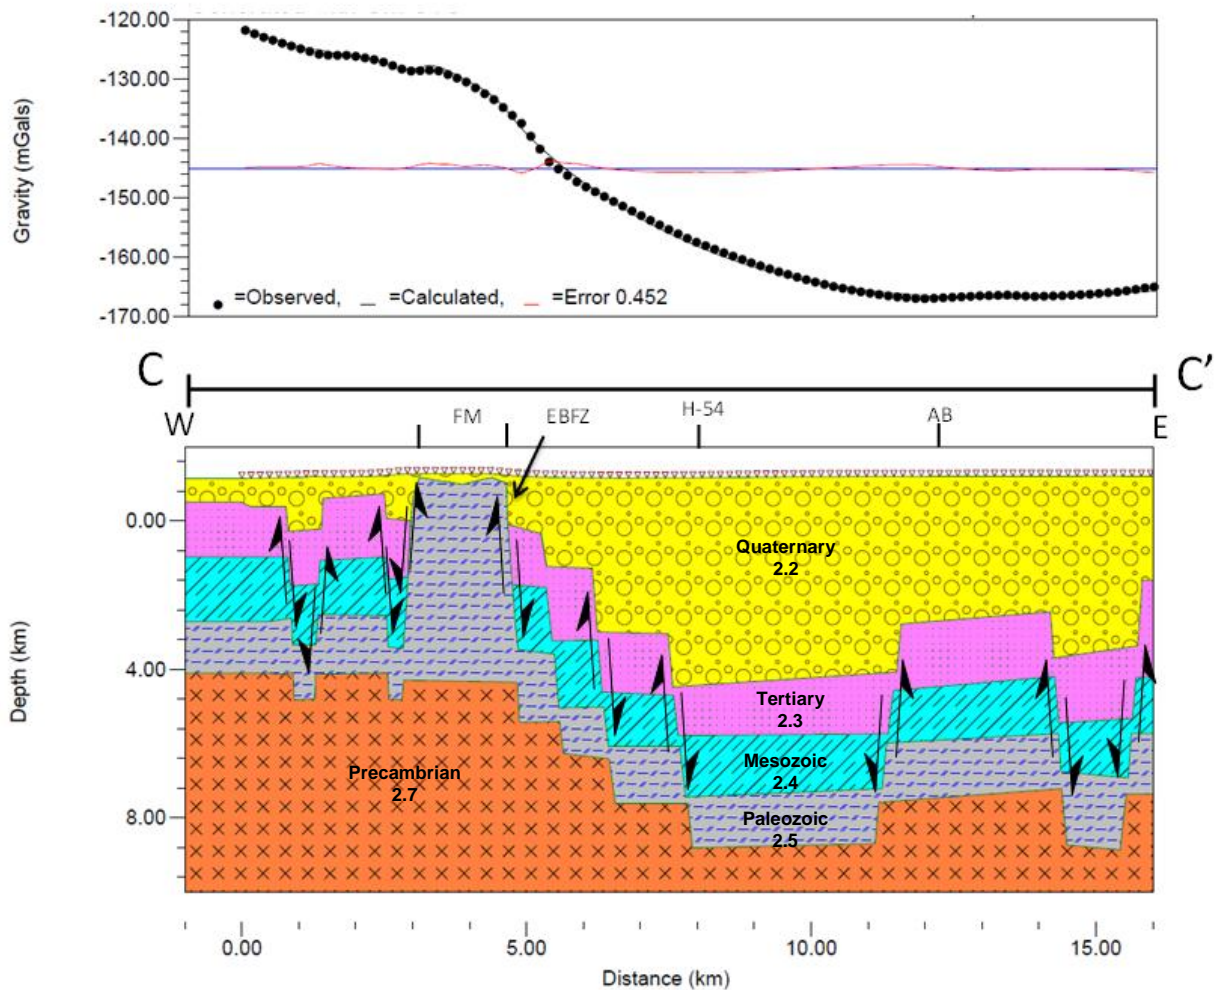 -120.00
-130.00
-140.00
-150.00
-160.00
-170.00
Gravity (mGals)
=Observed, =Calculated, =Error 0.452
C C'
W FM EBFZ H-54 AB E
0.00
4.00
8.00
Depth (km)
Quaternary
2.2
Tertiary
2.3
Mesozoic
2.4
Precambrian
2.7
Paleozoic
2.5
0.00 5.00 10.00 15.00
Distance (km)